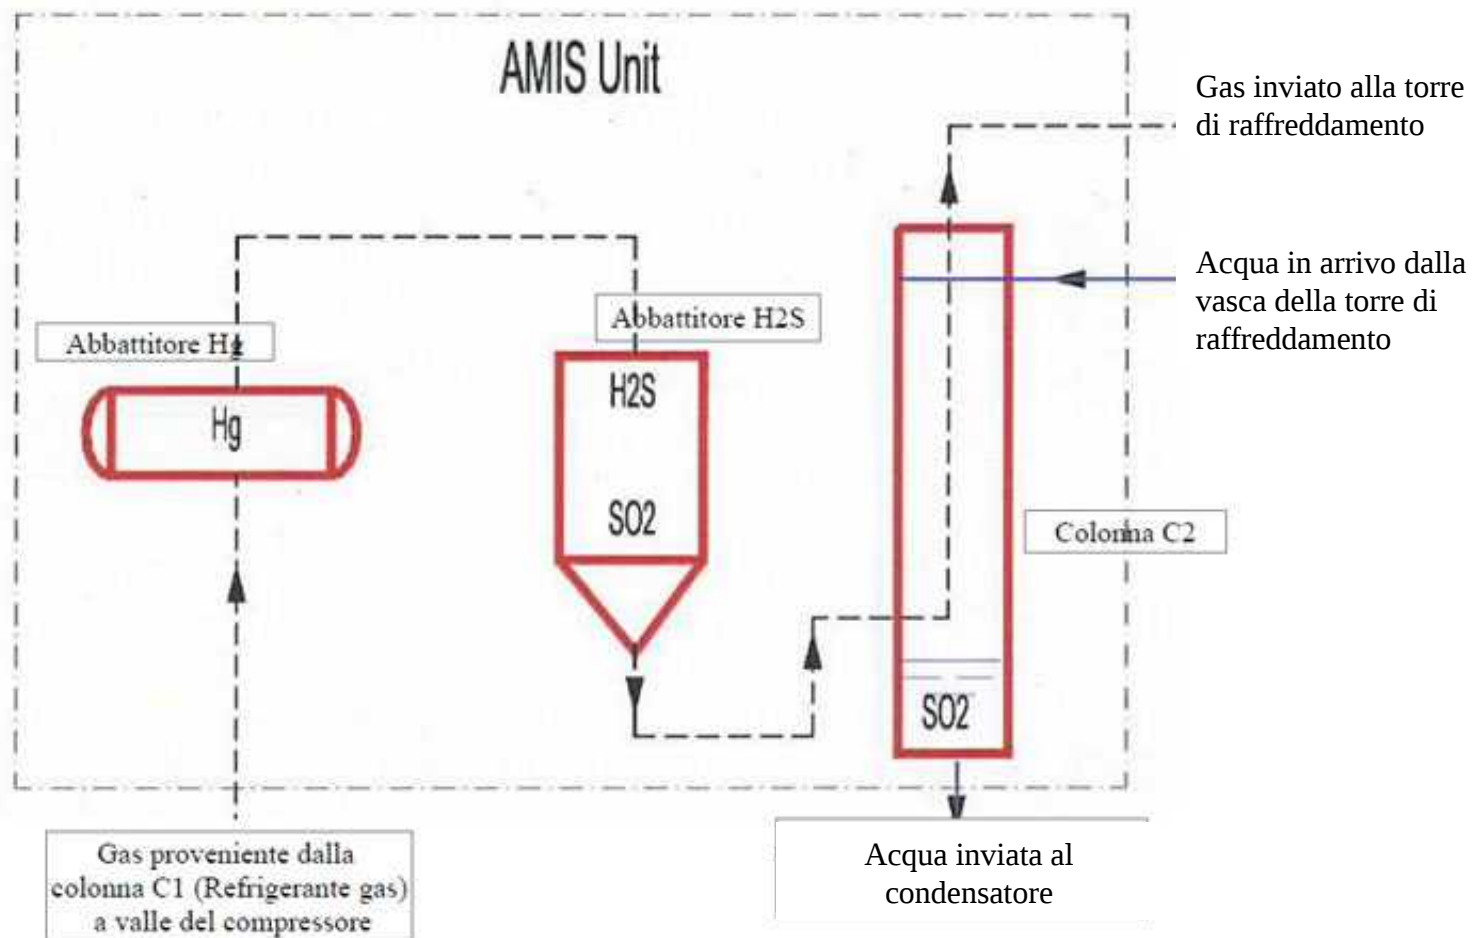 AMIS Unit
Gas inviato alla torre
di raffreddamento
Acqua in arrivo dalla
vasca della torre di
raffreddamento
Abbattitore Hg
Hg
Abbattitore H2S
H2S
SO2
Colonna C2
SO2
Gas proveniente dalla
colonna C1 (Refrigerante gas)
a valle del compressore
Acqua inviata al
condensatore